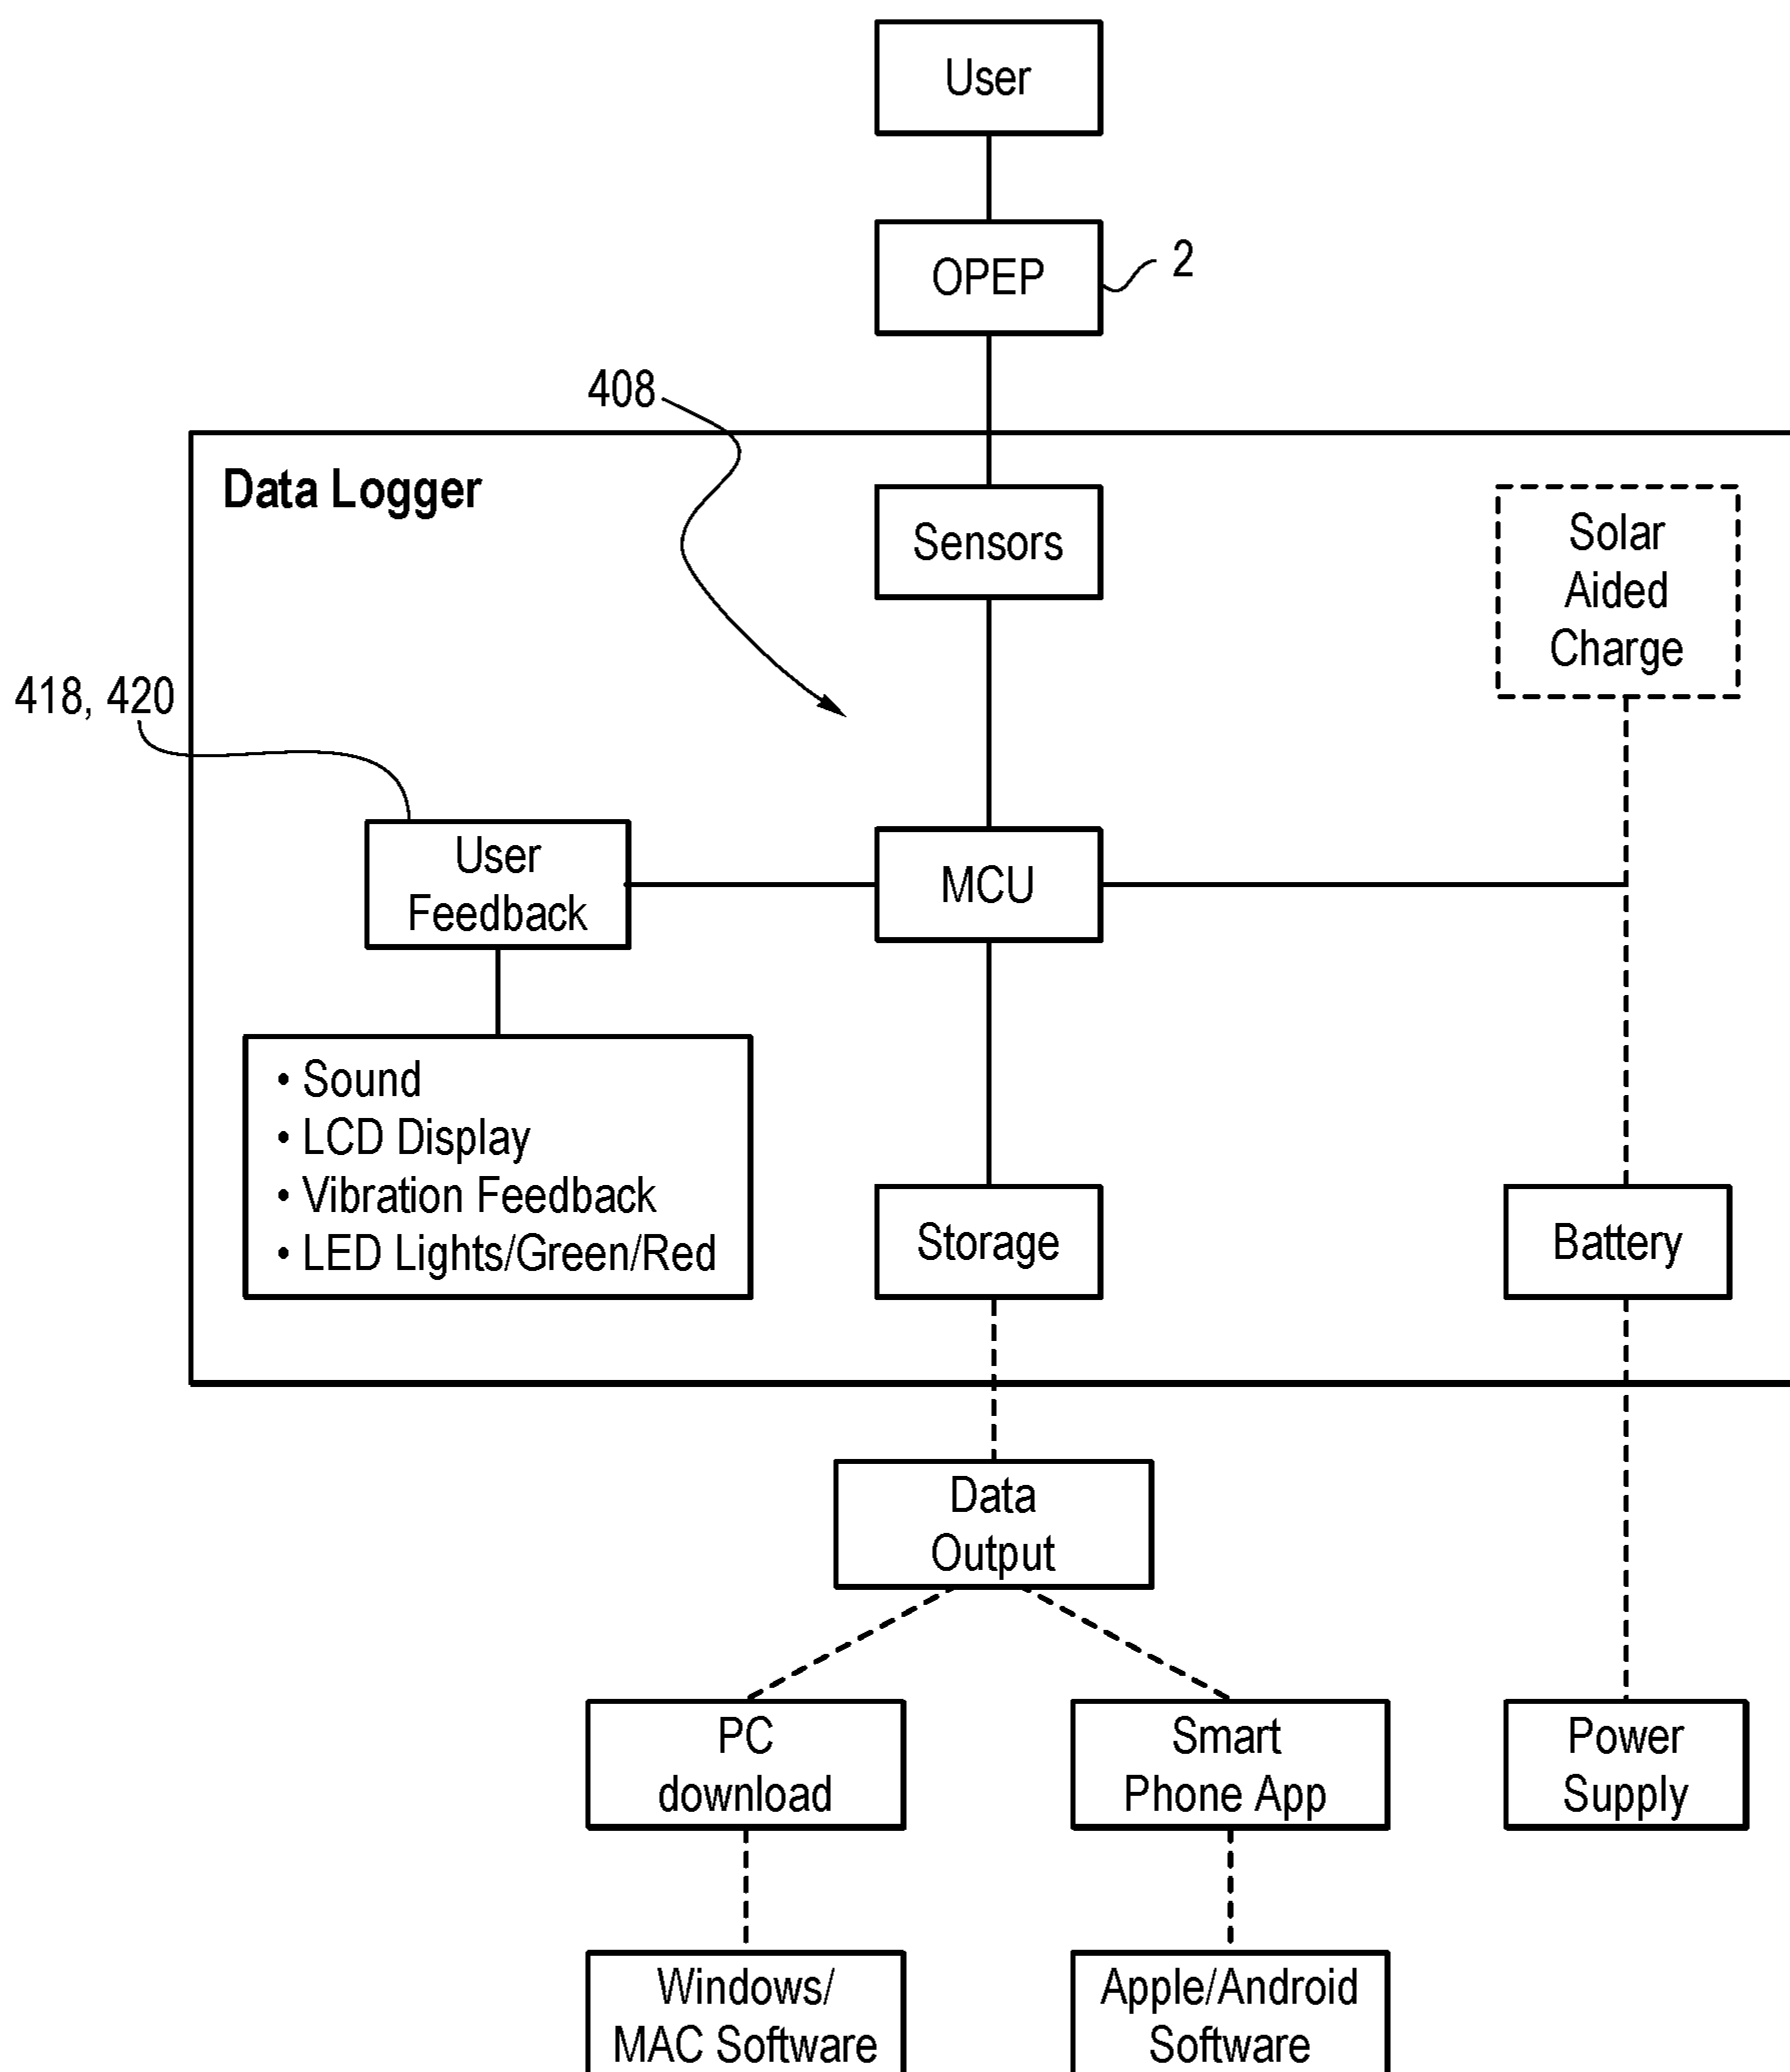 User
OPEP
2
408
Data Logger
Sensors
Solar
Aided
Charge
418, 420
User
Feedback
MCU
• Sound
• LCD Display
• Vibration Feedback
• LED Lights/Green/Red
Storage
Battery
Data
Output
PC
download
Smart
Phone App
Power
Supply
Windows/
MAC Software
Apple/Android
Software